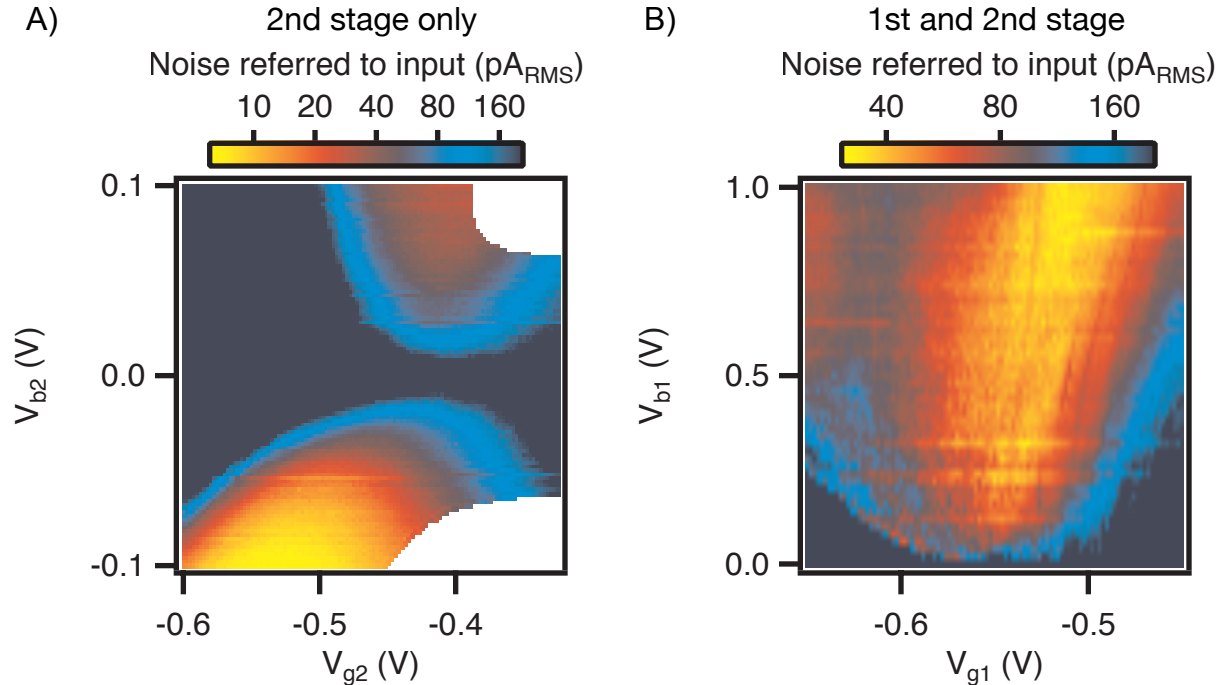 A)
2nd stage only
Noise referred to input (pA_RMS)
10 20 40 80 160
0.1
0.0
-0.1
V_b2 (V)
-0.6 -0.5 -0.4
V_g2 (V)
B)
1st and 2nd stage
Noise referred to input (pA_RMS)
40 80 160
1.0
0.5
0.0
V_b1 (V)
-0.6 -0.5
V_g1 (V)